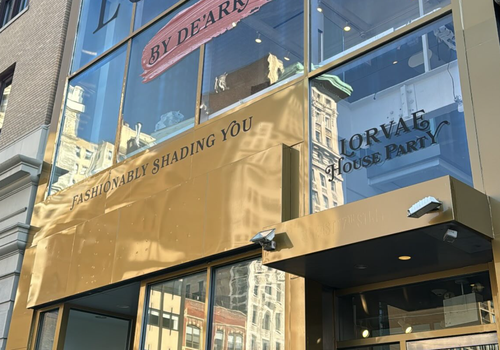 BY DE'ARR
FASHIONABLY SHADING YOU
IORVAE
HOUSE PARTY